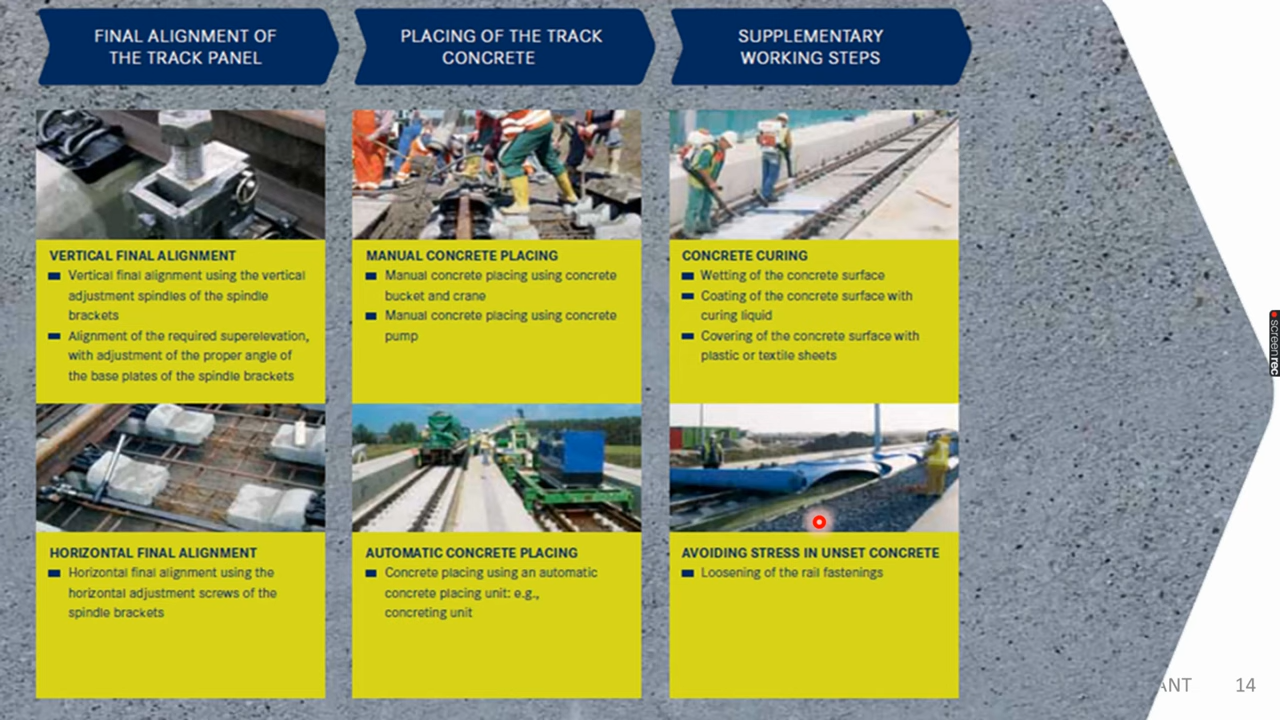 FINAL ALIGNMENT OF
THE TRACK PANEL
PLACING OF THE TRACK
CONCRETE
SUPPLEMENTARY
WORKING STEPS
VERTICAL FINAL ALIGNMENT
Vertical final alignment using the vertical
adjustment spindles of the spindle
brackets
Alignment of the required superelevation,
with adjustment of the proper angle of
the base plates of the spindle brackets
MANUAL CONCRETE PLACING
Manual concrete placing using concrete
bucket and crane
Manual concrete placing using concrete
pump
CONCRETE CURING
Wetting of the concrete surface
Coating of the concrete surface with
curing liquid
Covering of the concrete surface with
plastic or textile sheets
HORIZONTAL FINAL ALIGNMENT
Horizontal final alignment using the
horizontal adjustment screws of the
spindle brackets
AUTOMATIC CONCRETE PLACING
Concrete placing using an automatic
concrete placing unit; e.g.,
concreting unit
AVOIDING STRESS IN UNSET CONCRETE
Loosening of the rail fastenings
screenrec
ANT 14